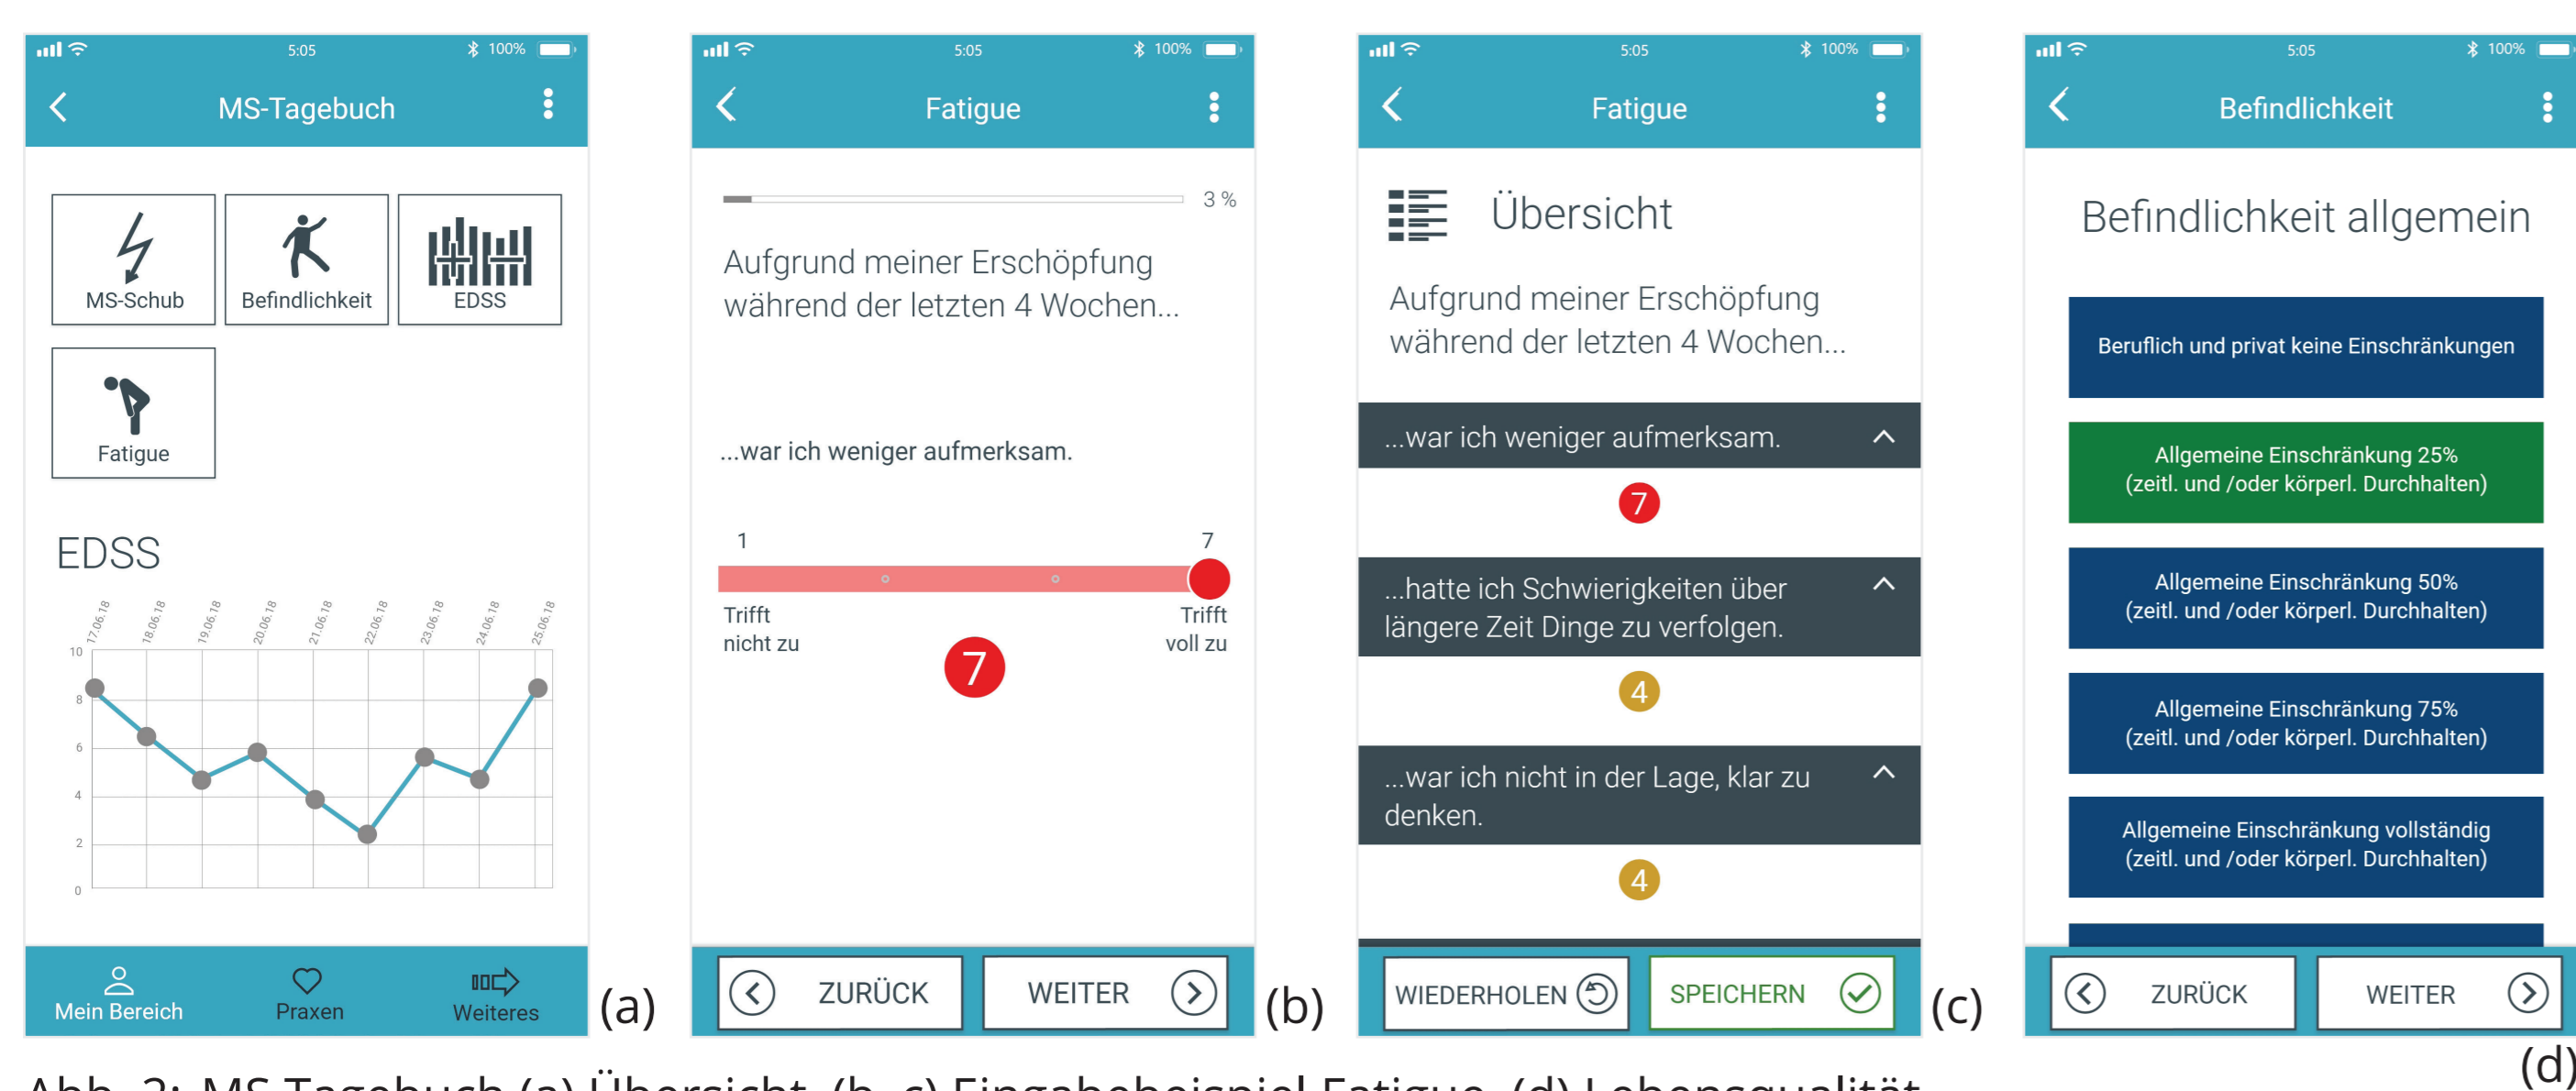 5:05
100%
MS-Tagebuch
MS-Schub
Befindlichkeit
EDSS
Fatigue
EDSS
17.06.18
18.06.18
19.06.18
20.06.18
21.06.18
22.06.18
23.06.18
24.06.18
25.06.18
10
8
6
4
2
0
Mein Bereich
Praxen
Weiteres
(a)
5:05
100%
Fatigue
3 %
Aufgrund meiner Erschöpfung
während der letzten 4 Wochen...
...war ich weniger aufmerksam.
1
7
Trifft
nicht zu
Trifft
voll zu
7
ZURÜCK
WEITER
(b)
5:05
100%
Fatigue
Übersicht
Aufgrund meiner Erschöpfung
während der letzten 4 Wochen...
...war ich weniger aufmerksam.
7
...hatte ich Schwierigkeiten über
längere Zeit Dinge zu verfolgen.
4
...war ich nicht in der Lage, klar zu
denken.
4
WIEDERHOLEN
SPEICHERN
(c)
5:05
100%
Befindlichkeit
Befindlichkeit allgemein
Beruflich und privat keine Einschränkungen
Allgemeine Einschränkung 25%
(zeitl. und /oder körperl. Durchhalten)
Allgemeine Einschränkung 50%
(zeitl. und /oder körperl. Durchhalten)
Allgemeine Einschränkung 75%
(zeitl. und /oder körperl. Durchhalten)
Allgemeine Einschränkung vollständig
(zeitl. und /oder körperl. Durchhalten)
ZURÜCK
WEITER
(d)
Abb. 2: MS Tagebuch (a) Übersicht, (b, c) Eingabebeispiel Fatigue, (d) Lebensqualität